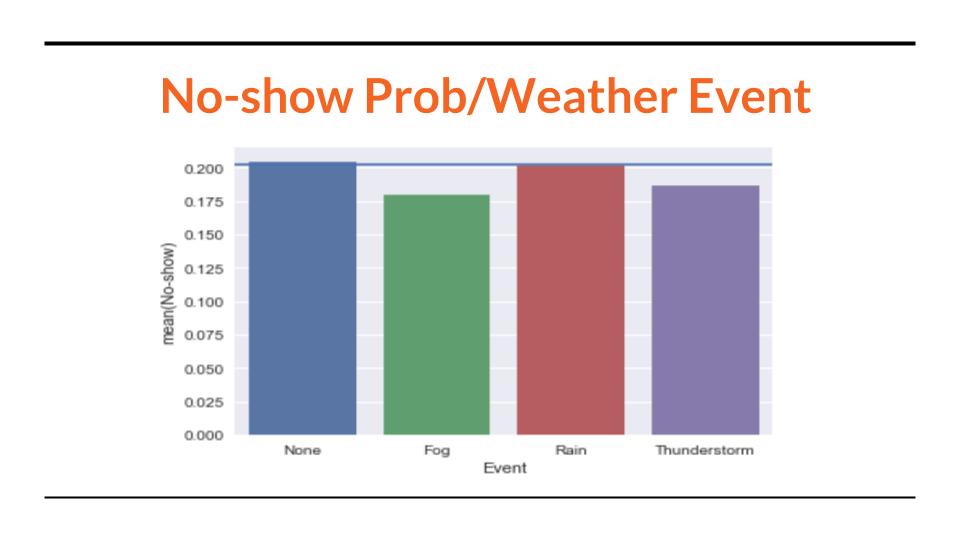 No-show Prob/Weather Event
mean(No-show)
0.200
0.175
0.150
0.125
0.100
0.075
0.050
0.025
0.000
None Fog Rain Thunderstorm
Event